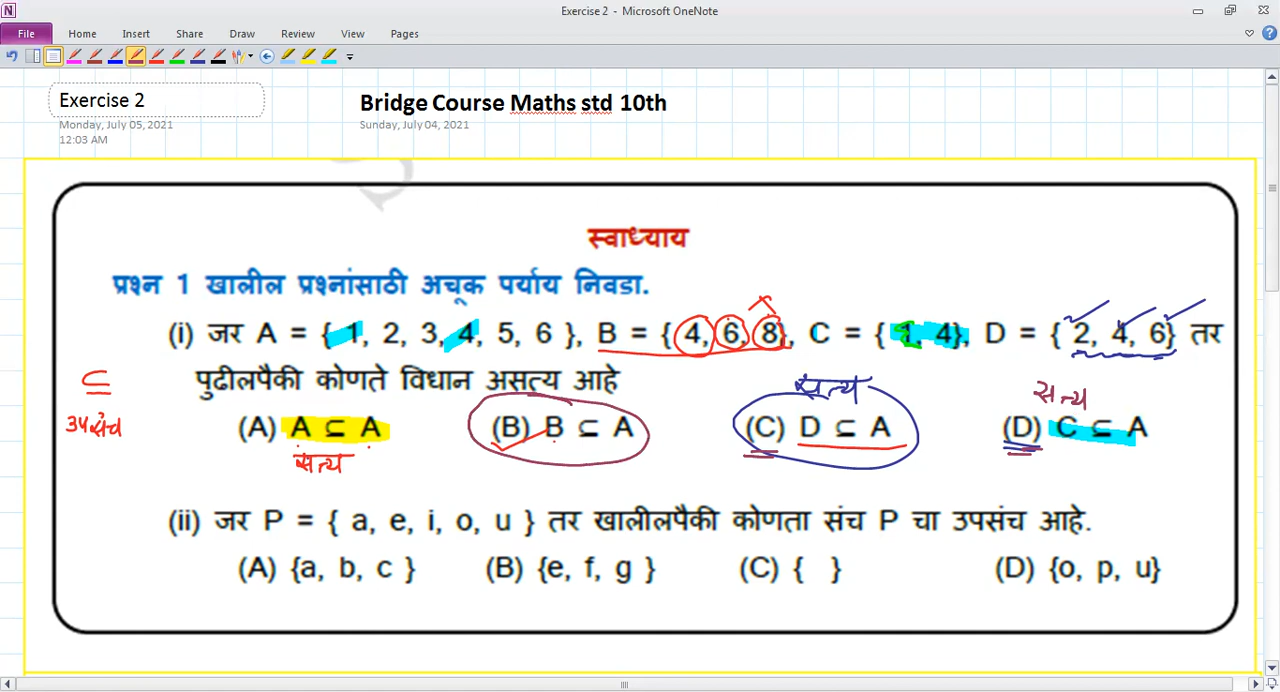 Exercise 2 - Microsoft OneNote
File Home Insert Share Draw Review View Pages
Exercise 2
Bridge Course Maths std 10th
Monday, July 05, 2021
Sunday, July 04, 2021
12:03 AM
स्वाध्याय
प्रश्न 1 खालील प्रश्नांसाठी अचूक पर्याय निवडा.
(i) जर A = { 1, 2, 3, 4, 5, 6 }, B = { 4, 6, 8}, C = { 1, 4}, D = { 2, 4, 6} तर
पुढीलपैकी कोणते विधान असत्य आहे
⊆
उपसंच
सत्य
सत्य
(A) A ⊆ A (B) B ⊆ A (C) D ⊆ A (D) C ⊆ A
सत्य
(ii) जर P = { a, e, i, o, u } तर खालीलपैकी कोणता संच P चा उपसंच आहे.
(A) {a, b, c } (B) {e, f, g } (C) { } (D) {o, p, u}